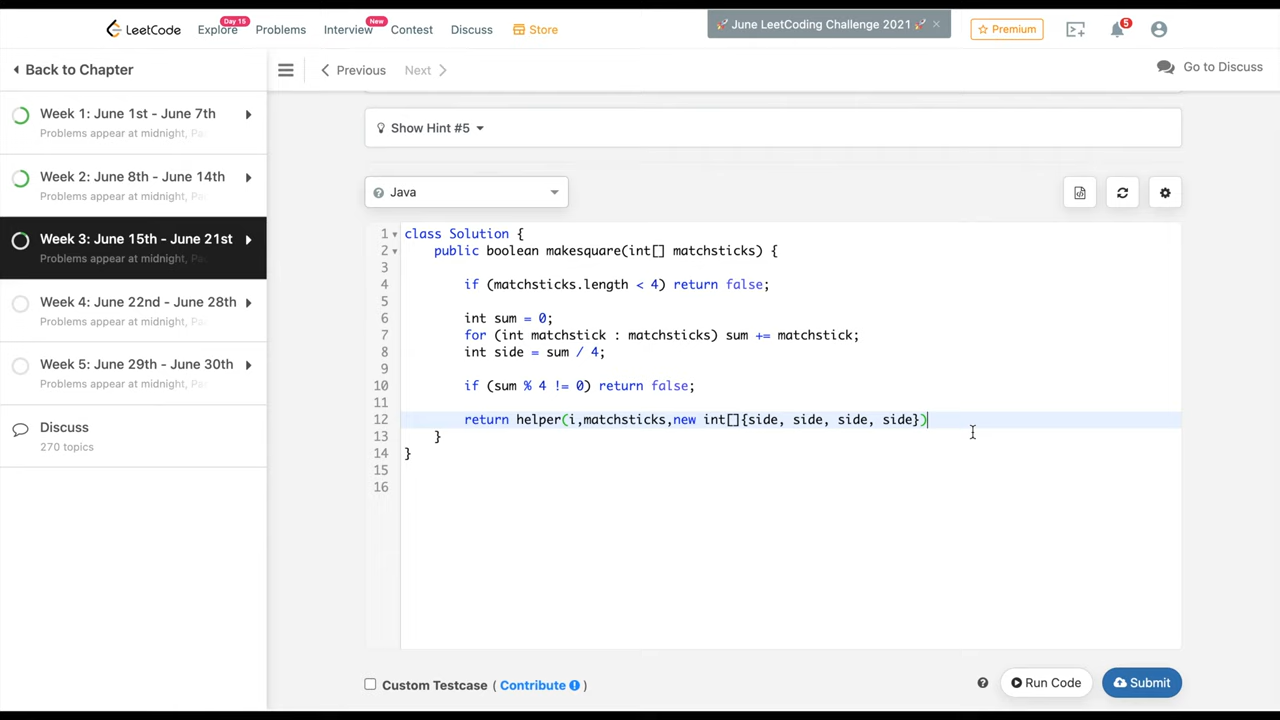 LeetCode
Explore
Day 15
Problems
Interview
New
Contest
Discuss
Store
🚀 June LeetCoding Challenge 2021 🚀 ×
Premium
5
Back to Chapter
Previous
Next
Go to Discuss
Week 1: June 1st - June 7th
Problems appear at midnight, Pa
Week 2: June 8th - June 14th
Problems appear at midnight, Pa
Week 3: June 15th - June 21st
Problems appear at midnight, Pa
Week 4: June 22nd - June 28th
Problems appear at midnight, Pa
Week 5: June 29th - June 30th
Problems appear at midnight, Pa
Discuss
270 topics
Show Hint #5
Java
1 class Solution {
2     public boolean makesquare(int[] matchsticks) {
3
4         if (matchsticks.length < 4) return false;
5
6         int sum = 0;
7         for (int matchstick : matchsticks) sum += matchstick;
8         int side = sum / 4;
9
10         if (sum % 4 != 0) return false;
11
12         return helper(i,matchsticks,new int[]{side, side, side, side})
13     }
14 }
15
16
Custom Testcase ( Contribute )
Run Code
Submit